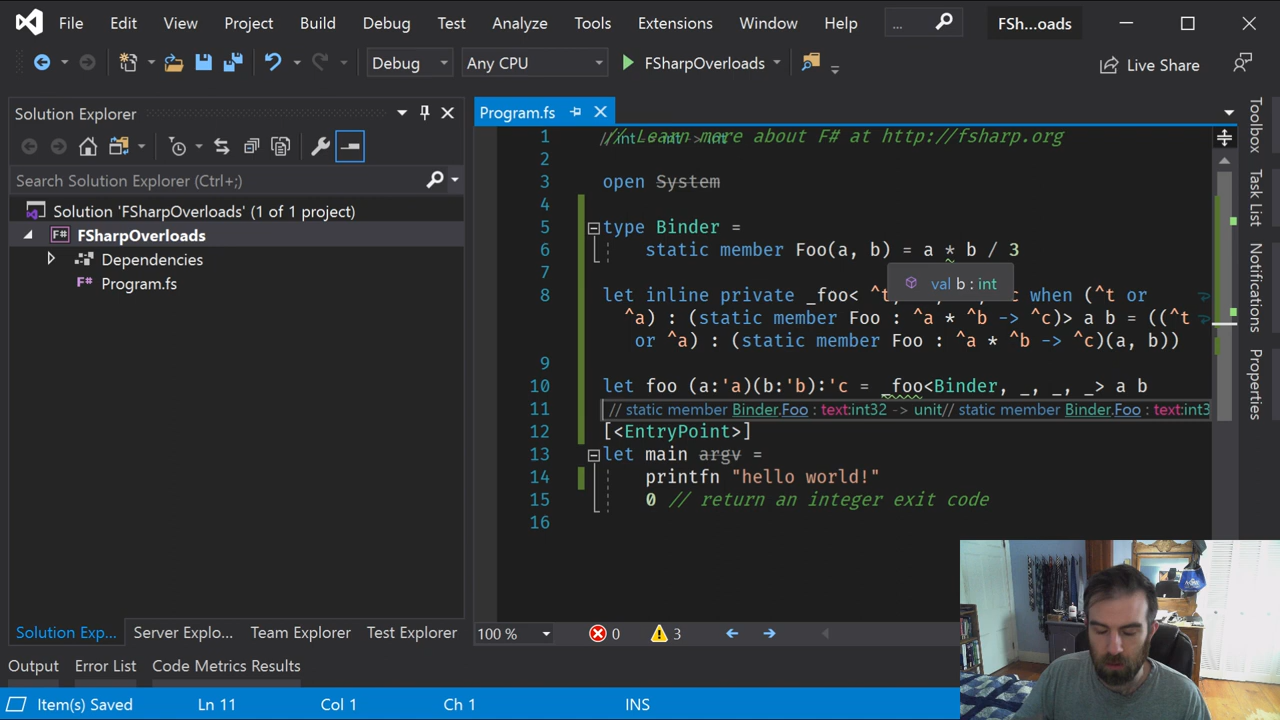 File Edit View Project Build Debug Test Analyze Tools Extensions Window Help ... FSh...oads
Debug Any CPU FSharpOverloads Live Share
Solution Explorer
Search Solution Explorer (Ctrl+;)
Solution 'FSharpOverloads' (1 of 1 project)
FSharpOverloads
Dependencies
Program.fs
Solution Exp... Server Explo... Team Explorer Test Explorer
Program.fs
1 // Learn more about F# at http://fsharp.org
// int -> int -> int
2
3 open System
4
5 type Binder =
6 static member Foo(a, b) = a * b / 3
7
val b : int
8 let inline private _foo< ^t, c when (^t or
^a) : (static member Foo : ^a * ^b -> ^c)> a b = ((^t
or ^a) : (static member Foo : ^a * ^b -> ^c)(a, b))
9
10 let foo (a:'a)(b:'b):'c = _foo<Binder, _, _, _> a b
11 // static member Binder.Foo : text:int32 -> unit// static member Binder.Foo : text:int3
12 [<EntryPoint>]
13 let main argv =
14 printfn "hello world!"
15 0 // return an integer exit code
16
100 % 0 3
Toolbox
Task List
Notifications
Properties
Output Error List Code Metrics Results
Item(s) Saved Ln 11 Col 1 Ch 1 INS